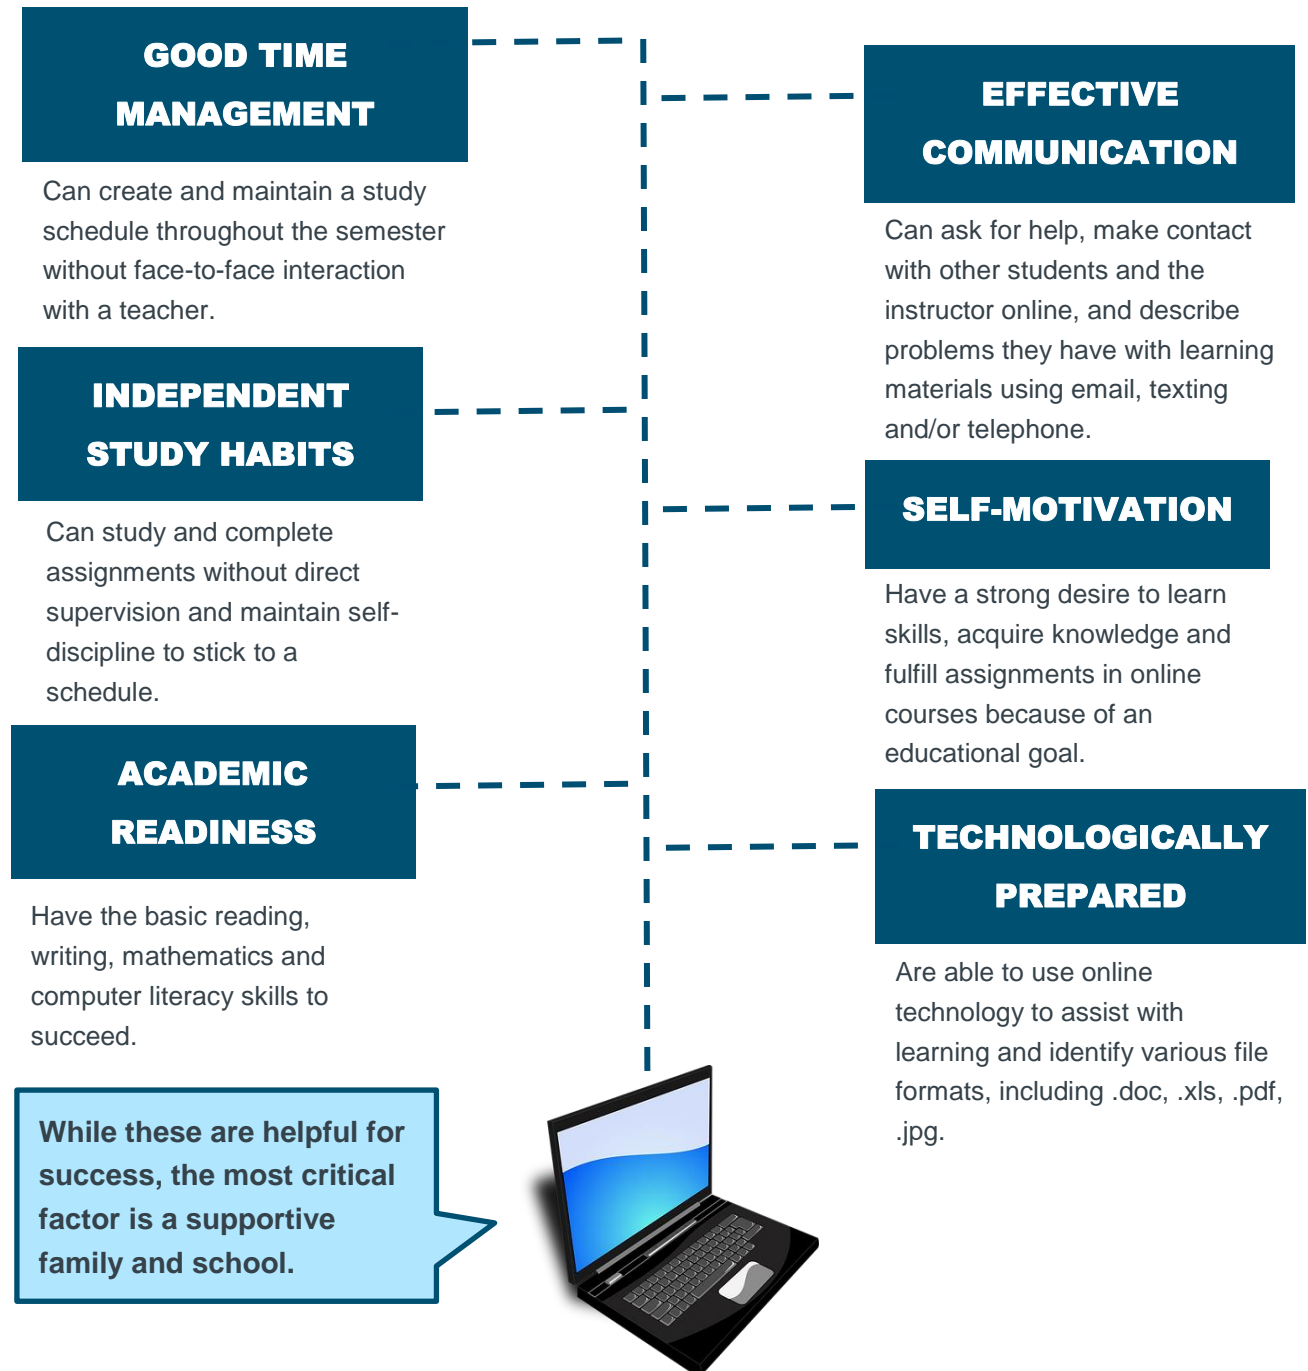 GOOD TIME
MANAGEMENT
Can create and maintain a study
schedule throughout the semester
without face-to-face interaction
with a teacher.
EFFECTIVE
COMMUNICATION
Can ask for help, make contact
with other students and the
instructor online, and describe
problems they have with learning
materials using email, texting
and/or telephone.
INDEPENDENT
STUDY HABITS
Can study and complete
assignments without direct
supervision and maintain self-
discipline to stick to a
schedule.
SELF-MOTIVATION
Have a strong desire to learn
skills, acquire knowledge and
fulfill assignments in online
courses because of an
educational goal.
ACADEMIC
READINESS
Have the basic reading,
writing, mathematics and
computer literacy skills to
succeed.
TECHNOLOGICALLY
PREPARED
Are able to use online
technology to assist with
learning and identify various file
formats, including .doc, .xls, .pdf,
.jpg.
While these are helpful for
success, the most critical
factor is a supportive
family and school.